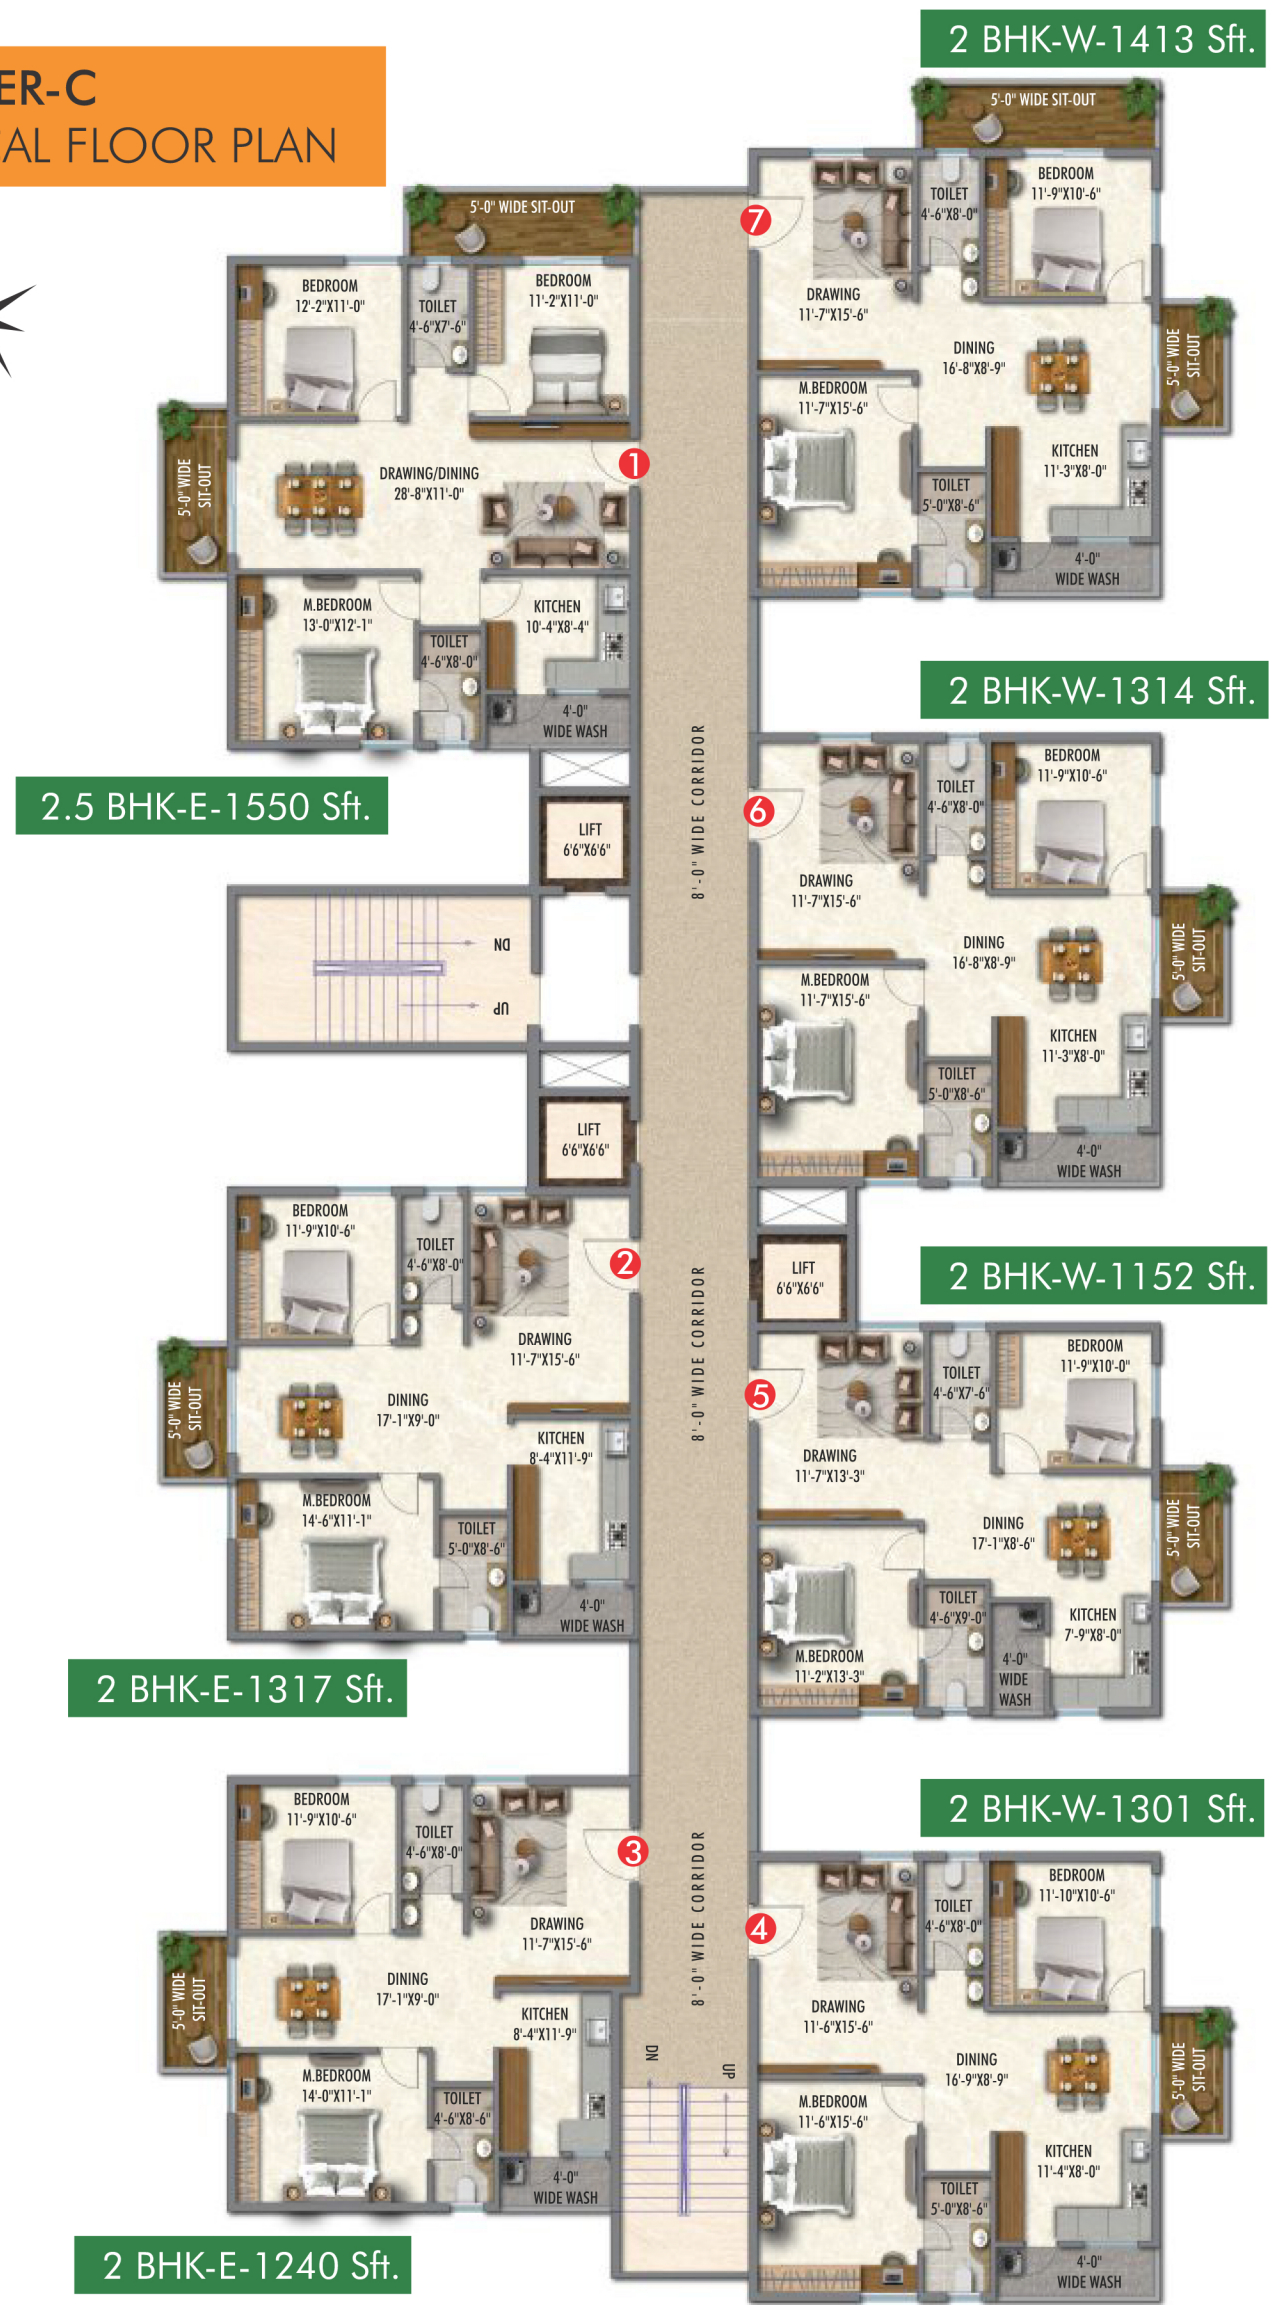 ER-C
CAL FLOOR PLAN
2 BHK-W-1413 Sft.
5'-0" WIDE SIT-OUT
7
DRAWING
11'-7"X15'-6"
TOILET
4'-6"X8'-0"
BEDROOM
11'-9"X10'-6"
DINING
16'-8"X8'-9"
5'-0" WIDE
SIT-OUT
M.BEDROOM
11'-7"X15'-6"
KITCHEN
11'-3"X8'-0"
TOILET
5'-0"X8'-6"
4'-0"
WIDE WASH
5'-0" WIDE SIT-OUT
BEDROOM
12'-2"X11'-0"
TOILET
4'-6"X7'-6"
BEDROOM
11'-2"X11'-0"
1
5'-0" WIDE
SIT-OUT
DRAWING/DINING
28'-8"X11'-0"
M.BEDROOM
13'-0"X12'-1"
TOILET
4'-6"X8'-0"
KITCHEN
10'-4"X8'-4"
4'-0"
WIDE WASH
2.5 BHK-E-1550 Sft.
LIFT
6'6"X6'6"
8'-0" WIDE CORRIDOR
DN
UP
LIFT
6'6"X6'6"
2 BHK-W-1314 Sft.
6
DRAWING
11'-7"X15'-6"
TOILET
4'-6"X8'-0"
BEDROOM
11'-9"X10'-6"
DINING
16'-8"X8'-9"
5'-0" WIDE
SIT-OUT
M.BEDROOM
11'-7"X15'-6"
KITCHEN
11'-3"X8'-0"
TOILET
5'-0"X8'-6"
4'-0"
WIDE WASH
BEDROOM
11'-9"X10'-6"
TOILET
4'-6"X8'-0"
2
DRAWING
11'-7"X15'-6"
5'-0" WIDE
SIT-OUT
DINING
17'-1"X9'-0"
KITCHEN
8'-4"X11'-9"
M.BEDROOM
14'-6"X11'-1"
TOILET
5'-0"X8'-6"
4'-0"
WIDE WASH
2 BHK-E-1317 Sft.
8'-0" WIDE CORRIDOR
LIFT
6'6"X6'6"
2 BHK-W-1152 Sft.
5
DRAWING
11'-7"X13'-3"
TOILET
4'-6"X7'-6"
BEDROOM
11'-9"X10'-0"
DINING
17'-1"X8'-6"
5'-0" WIDE
SIT-OUT
M.BEDROOM
11'-2"X13'-3"
TOILET
4'-6"X9'-0"
4'-0"
WIDE
WASH
KITCHEN
7'-9"X8'-0"
BEDROOM
11'-9"X10'-6"
TOILET
4'-6"X8'-0"
3
DRAWING
11'-7"X15'-6"
5'-0" WIDE
SIT-OUT
DINING
17'-1"X9'-0"
KITCHEN
8'-4"X11'-9"
M.BEDROOM
14'-0"X11'-1"
TOILET
4'-6"X8'-6"
4'-0"
WIDE WASH
2 BHK-E-1240 Sft.
8'-0" WIDE CORRIDOR
DN
UP
2 BHK-W-1301 Sft.
4
DRAWING
11'-6"X15'-6"
TOILET
4'-6"X8'-0"
BEDROOM
11'-10"X10'-6"
DINING
16'-9"X8'-9"
5'-0" WIDE
SIT-OUT
M.BEDROOM
11'-6"X15'-6"
KITCHEN
11'-4"X8'-0"
TOILET
5'-0"X8'-6"
4'-0"
WIDE WASH